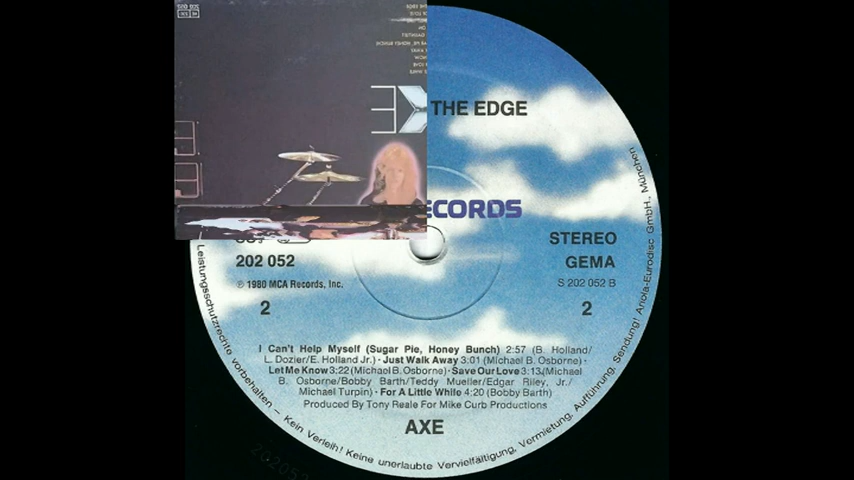 THE EDGE
ECORDS
202 052
℗ 1980 MCA Records, Inc.
STEREO
GEMA
S 202 052 B
2
2
I Can't Help Myself (Sugar Pie, Honey Bunch) 2:57 (B. Holland/
L. Dozier/E. Holland Jr.) · Just Walk Away 3:01 (Michael B. Osborne) ·
Let Me Know 3:22 (Michael B. Osborne) · Save Our Love 3:13 (Michael
B. Osborne/Bobby Barth/Teddy Mueller/Edgar Riley, Jr./
Michael Turpin) · For A Little While 4:20 (Bobby Barth)
Produced By Tony Reale For Mike Curb Productions
AXE
Leistungsschutzrechte vorbehalten – Kein Verleih! Keine unerlaubte Vervielfältigung, Vermietung, Aufführung, Sendung! Ariola-Eurodisc GmbH., München
202052